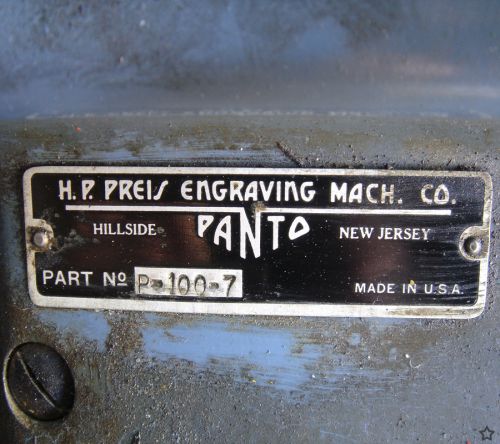 H. P. PREIS ENGRAVING MACH. CO.
HILLSIDE PANTO NEW JERSEY
PART NO P-100-7 MADE IN U.S.A.